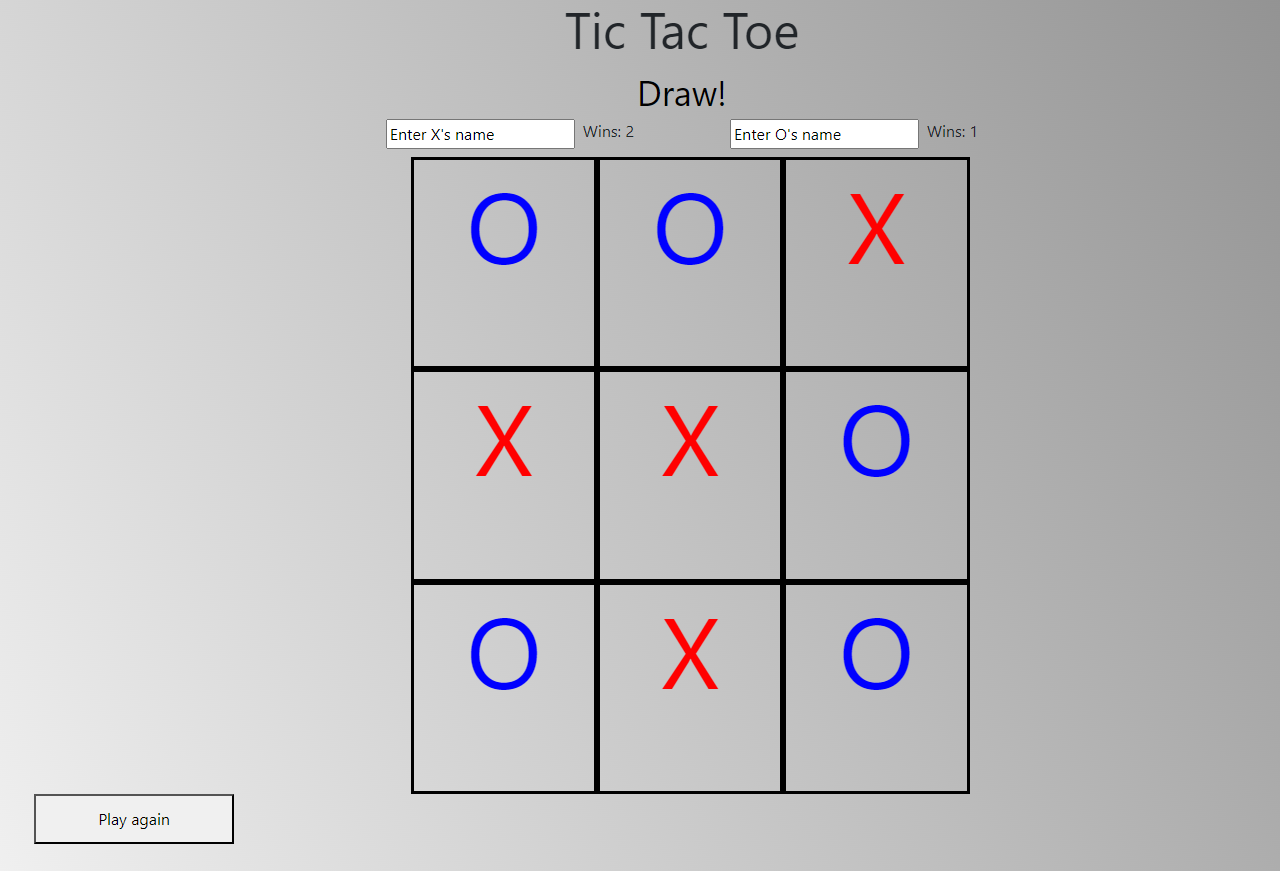 Tic Tac Toe
Draw!
Enter X's name Wins: 2 Enter O's name Wins: 1
O O X
X X O
O X O
Play again